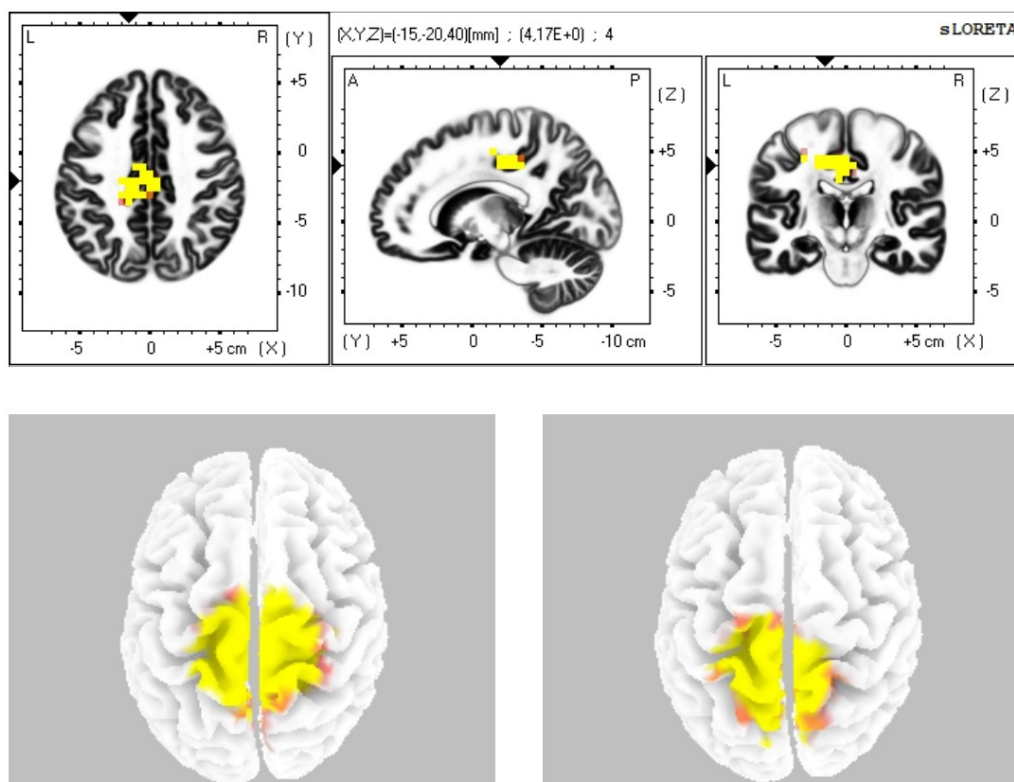 (X,Y,Z)=(-15,-20,40)[mm] ; (4,17E+0) ; 4
sLORETA
L R (Y)
+5
0
-5
-10
-5 0 +5 cm (X)
A P (Z)
+5
0
-5
(Y) +5 0 -5 -10 cm
L R (Z)
+5
0
-5
-5 0 +5 cm (X)